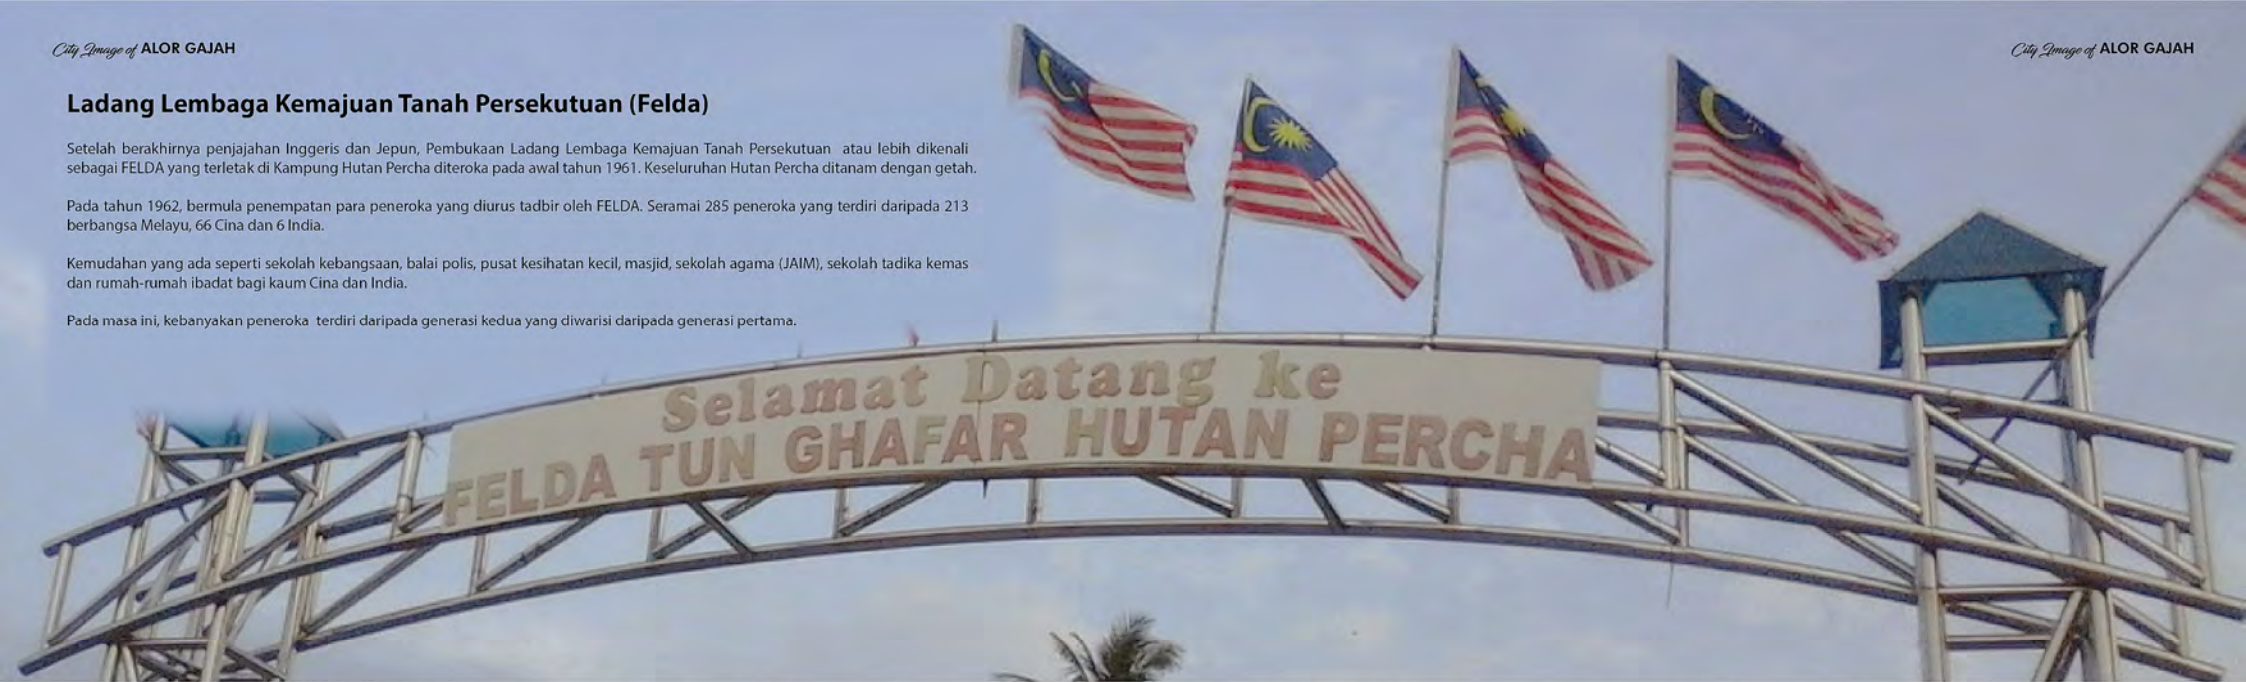 City Image of ALOR GAJAH
City Image of ALOR GAJAH
Ladang Lembaga Kemajuan Tanah Persekutuan (Felda)
Setelah berakhirnya penjajahan Inggeris dan Jepun, Pembukaan Ladang Lembaga Kemajuan Tanah Persekutuan atau lebih dikenali
sebagai FELDA yang terletak di Kampung Hutan Percha diteroka pada awal tahun 1961. Keseluruhan Hutan Percha ditanam dengan getah.
Pada tahun 1962, bermula penempatan para peneroka yang diurus tadbir oleh FELDA. Seramai 285 peneroka yang terdiri daripada 213
berbangsa Melayu, 66 Cina dan 6 India.
Kemudahan yang ada seperti sekolah kebangsaan, balai polis, pusat kesihatan kecil, masjid, sekolah agama (JAIM), sekolah tadika kemas
dan rumah-rumah ibadat bagi kaum Cina dan India.
Pada masa ini, kebanyakan peneroka terdiri daripada generasi kedua yang diwarisi daripada generasi pertama.
Selamat Datang ke
FELDA TUN GHAFAR HUTAN PERCHA